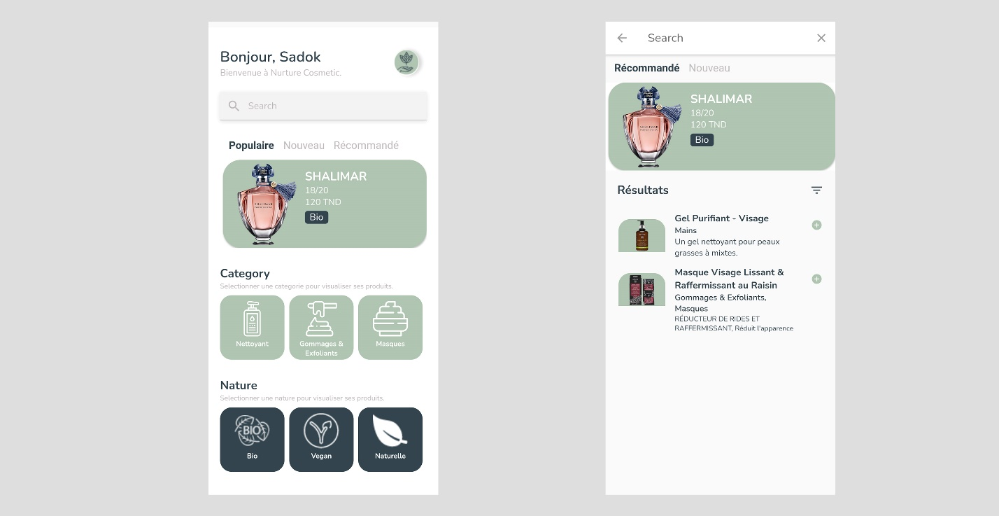 Bonjour, Sadok
Bienvenue à Nurture Cosmetic.
Search
Populaire Nouveau Récommandé
SHALIMAR
18/20
120 TND
Bio
SHALIMAR
Category
Selectionner une categorie pour visualiser ses produits.
Nettoyant
Gommages &
Exfoliants
Masques
Nature
Selectionner une nature pour visualiser ses produits.
BIO
Bio
Vegan
Naturelle
Search
Récommandé Nouveau
SHALIMAR
18/20
120 TND
Bio
SHALIMAR
Résultats
Gel Purifiant - Visage
Mains
Un gel nettoyant pour peaux
grasses à mixtes.
Masque Visage Lissant &
Raffermissant au Raisin
Gommages & Exfoliants,
Masques
RÉDUCTEUR DE RIDES ET
RAFFERMISSANT, Réduit l'apparence